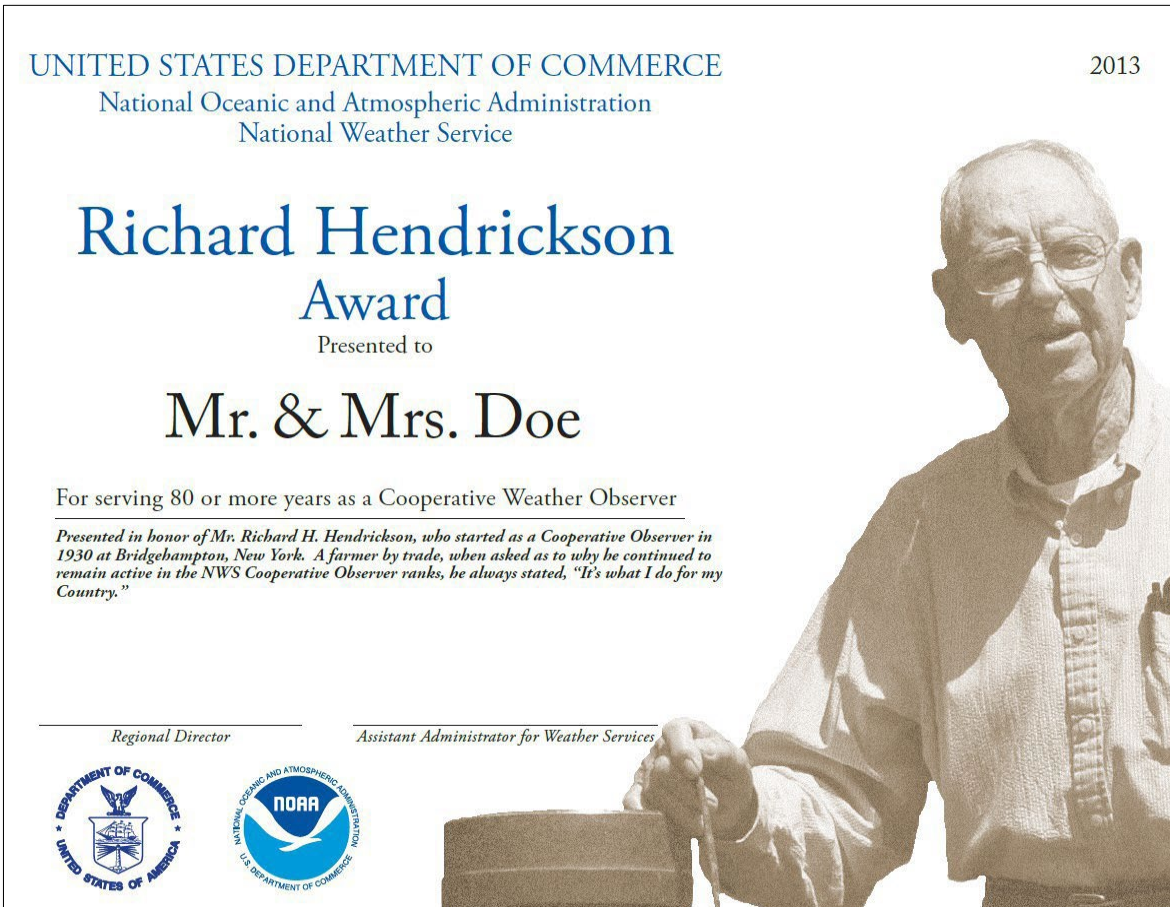 UNITED STATES DEPARTMENT OF COMMERCE
2013
National Oceanic and Atmospheric Administration
National Weather Service
Richard Hendrickson
Award
Presented to
Mr. & Mrs. Doe
For serving 80 or more years as a Cooperative Weather Observer
Presented in honor of Mr. Richard H. Hendrickson, who started as a Cooperative Observer in
1930 at Bridgehampton, New York.  A farmer by trade, when asked as to why he continued to
remain active in the NWS Cooperative Observer ranks, he always stated, “It’s what I do for my
Country.”
Regional Director
Assistant Administrator for Weather Services
DEPARTMENT OF COMMERCE
UNITED STATES OF AMERICA
NATIONAL OCEANIC AND ATMOSPHERIC ADMINISTRATION
NOAA
U.S. DEPARTMENT OF COMMERCE